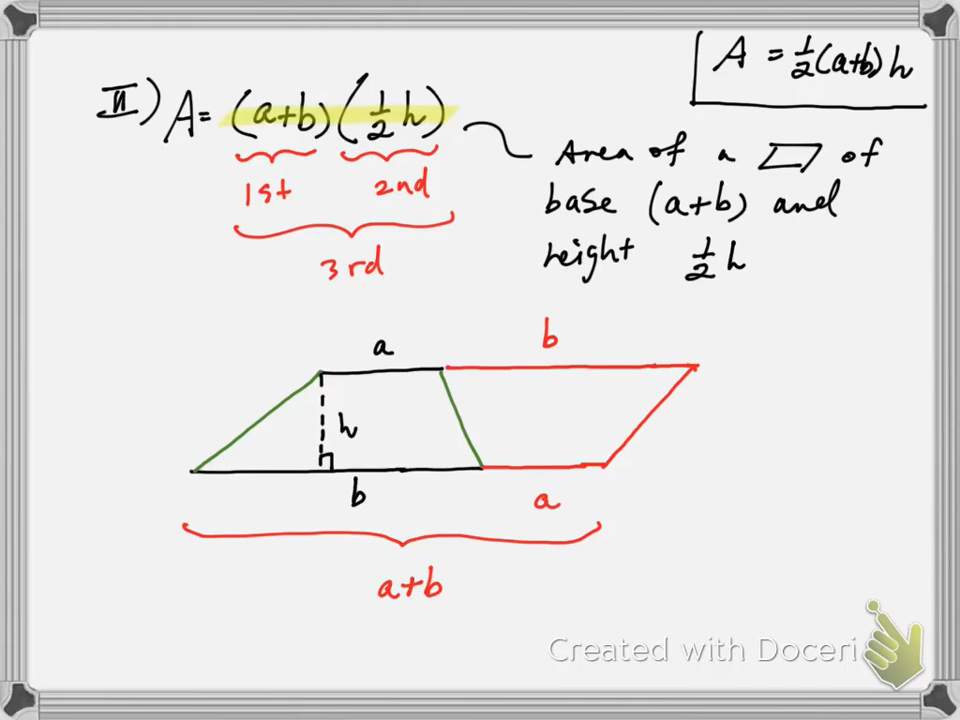 A = ½(a+b)h
II) A = (a+b)(½h)
1st 2nd
3rd
Area of a ▱ of
base (a+b) and
height ½h
a b
h
b a
a+b
Created with Doceri